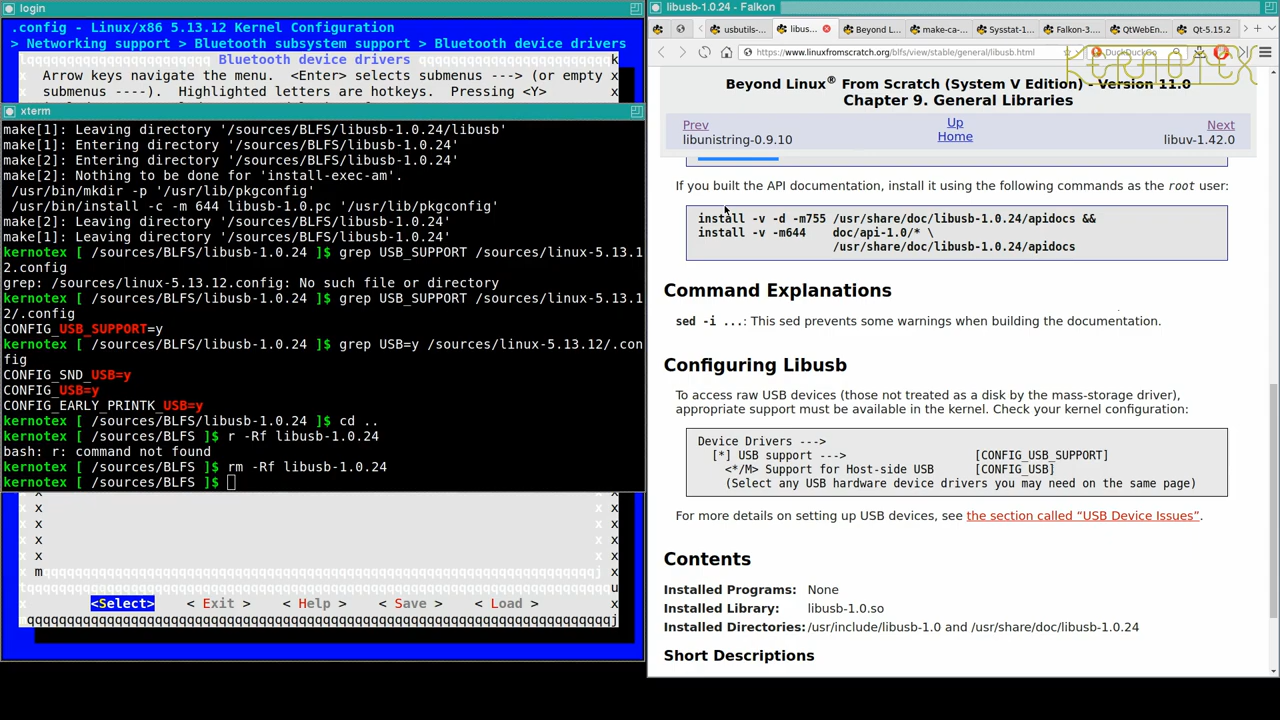 login
.config - Linux/x86 5.13.12 Kernel Configuration
> Networking support > Bluetooth subsystem support > Bluetooth device drivers
Bluetooth device drivers
Arrow keys navigate the menu. <Enter> selects submenus ---> (or empty
submenus ----). Highlighted letters are hotkeys. Pressing <Y>
xterm
make[1]: Leaving directory '/sources/BLFS/libusb-1.0.24/libusb'
make[1]: Entering directory '/sources/BLFS/libusb-1.0.24'
make[2]: Entering directory '/sources/BLFS/libusb-1.0.24'
make[2]: Nothing to be done for 'install-exec-am'.
/usr/bin/mkdir -p '/usr/lib/pkgconfig'
/usr/bin/install -c -m 644 libusb-1.0.pc '/usr/lib/pkgconfig'
make[2]: Leaving directory '/sources/BLFS/libusb-1.0.24'
make[1]: Leaving directory '/sources/BLFS/libusb-1.0.24'
kernotex [ /sources/BLFS/libusb-1.0.24 ]$ grep USB_SUPPORT /sources/linux-5.13.1
2.config
grep: /sources/linux-5.13.12.config: No such file or directory
kernotex [ /sources/BLFS/libusb-1.0.24 ]$ grep USB_SUPPORT /sources/linux-5.13.1
2/.config
CONFIG_USB_SUPPORT=y
kernotex [ /sources/BLFS/libusb-1.0.24 ]$ grep USB=y /sources/linux-5.13.12/.con
fig
CONFIG_SND_USB=y
CONFIG_USB=y
CONFIG_EARLY_PRINTK_USB=y
kernotex [ /sources/BLFS/libusb-1.0.24 ]$ cd ..
kernotex [ /sources/BLFS ]$ r -Rf libusb-1.0.24
bash: r: command not found
kernotex [ /sources/BLFS ]$ rm -Rf libusb-1.0.24
kernotex [ /sources/BLFS ]$
<Select> < Exit > < Help > < Save > < Load >
libusb-1.0.24 - Falkon
usbutils- libus.. Beyond L make-ca- Sysstat-1 Falkon-3. QtWebEn Qt-5.15.2
https://www.linuxfromscratch.org/blfs/view/stable/general/libusb.html DuckDuckGo
KERNOTEX
Beyond Linux® From Scratch (System V Edition) - Version 11.0
Chapter 9. General Libraries
Prev Up Next
libunistring-0.9.10 Home libuv-1.42.0
If you built the API documentation, install it using the following commands as the root user:
install -v -d -m755 /usr/share/doc/libusb-1.0.24/apidocs &&
install -v -m644 doc/api-1.0/* \
/usr/share/doc/libusb-1.0.24/apidocs
Command Explanations
sed -i ...: This sed prevents some warnings when building the documentation.
Configuring Libusb
To access raw USB devices (those not treated as a disk by the mass-storage driver),
appropriate support must be available in the kernel. Check your kernel configuration:
Device Drivers --->
[*] USB support ---> [CONFIG_USB_SUPPORT]
<*/M> Support for Host-side USB [CONFIG_USB]
(Select any USB hardware device drivers you may need on the same page)
For more details on setting up USB devices, see the section called “USB Device Issues”.
Contents
Installed Programs: None
Installed Library: libusb-1.0.so
Installed Directories: /usr/include/libusb-1.0 and /usr/share/doc/libusb-1.0.24
Short Descriptions